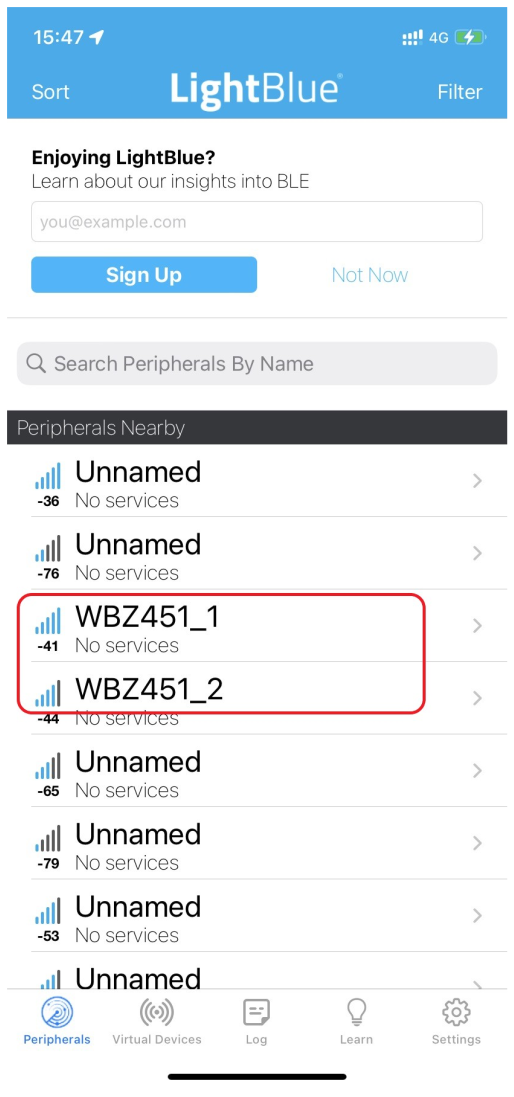 15:47 4G
Sort LightBlue® Filter
Enjoying LightBlue?
Learn about our insights into BLE
you@example.com
Sign Up Not Now
Search Peripherals By Name
Peripherals Nearby
Unnamed
-36 No services
Unnamed
-76 No services
WBZ451_1
-41 No services
WBZ451_2
-44 No services
Unnamed
-65 No services
Unnamed
-79 No services
Unnamed
-53 No services
Unnamed
Peripherals Virtual Devices Log Learn Settings